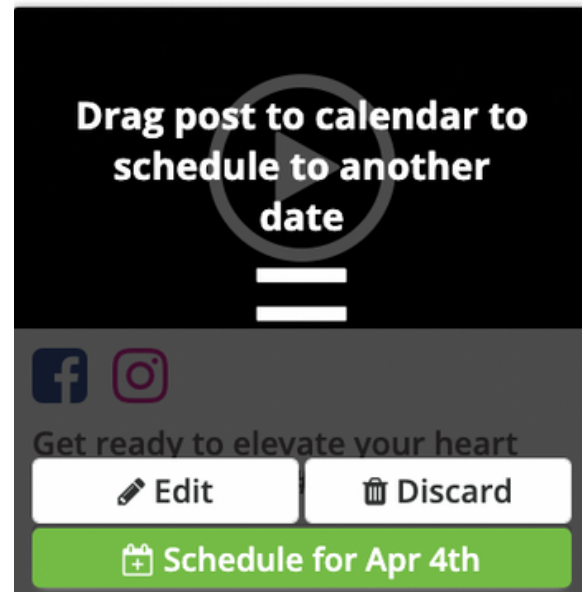 Drag post to calendar to
schedule to another
date
Get ready to elevate your heart
Edit
Discard
Schedule for Apr 4th